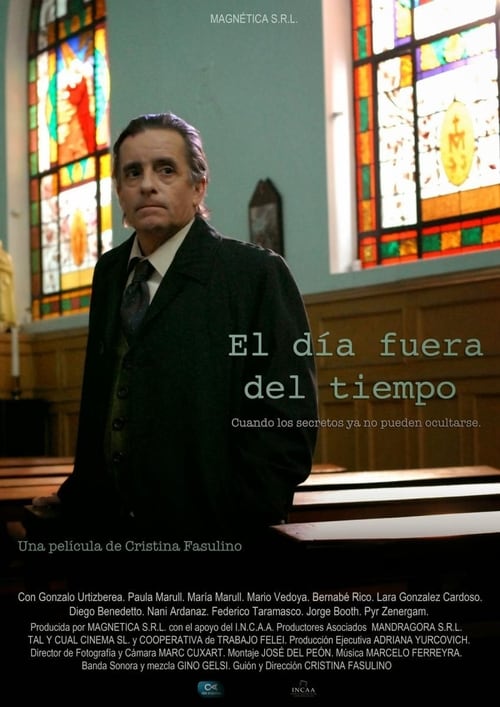 MAGNÉTICA S.R.L.
El día fuera
del tiempo
Cuando los secretos ya no pueden ocultarse.
Una película de Cristina Fasulino
Con Gonzalo Urtizberea. Paula Marull. María Marull. Mario Vedoya. Bernabé Rico. Lara Gonzalez Cardoso.
Diego Benedetto. Nani Ardanaz. Federico Taramasco. Jorge Booth. Pyr Zenergam.
Producida por MAGNETICA S.R.L. con el apoyo del I.N.C.A.A. Productores Asociados MANDRAGORA S.R.L.
TAL Y CUAL CINEMA SL. y COOPERATIVA de TRABAJO FELEI. Producción Ejecutiva ADRIANA YURCOVICH.
Director de Fotografía y Cámara MARC CUXART. Montaje JOSÉ DEL PEÓN. Música MARCELO FERREYRA.
Banda Sonora y mezcla GINO GELSI. Guión y Dirección CRISTINA FASULINO
INCAA